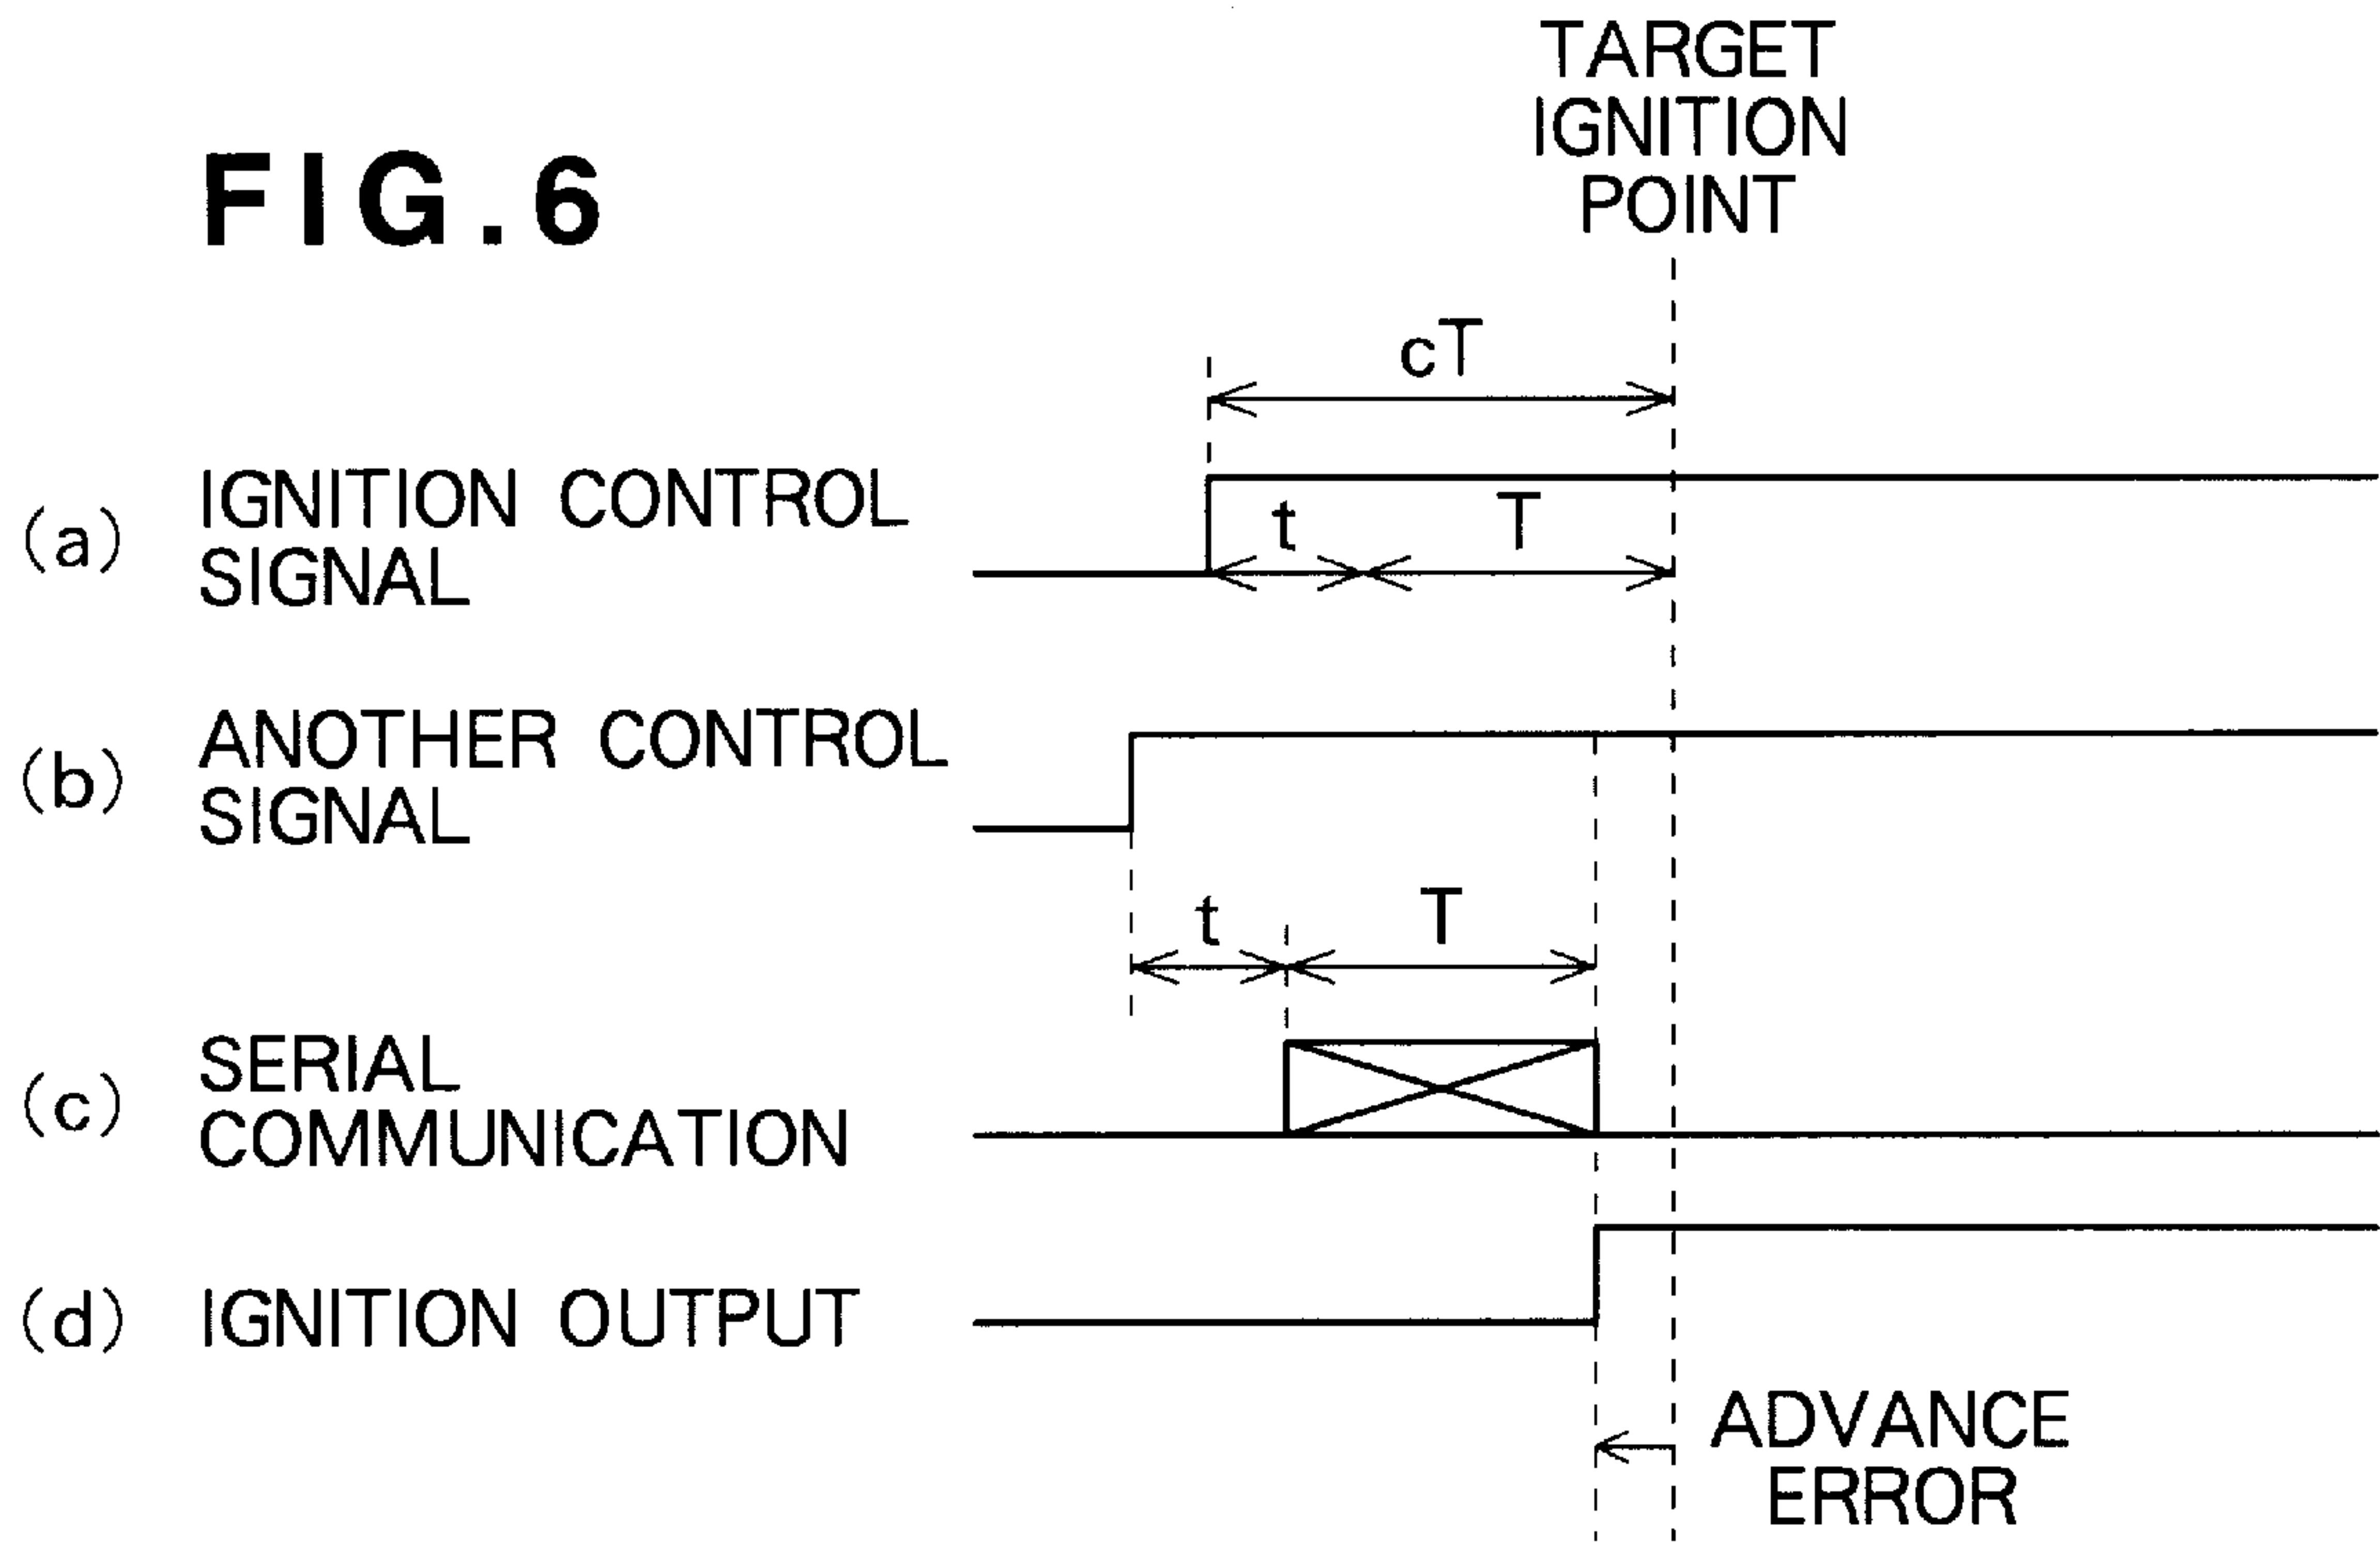 FIG.6
TARGET
IGNITION
POINT
cT
(a) IGNITION CONTROL
SIGNAL
t T
(b) ANOTHER CONTROL
SIGNAL
t T
(c) SERIAL
COMMUNICATION
(d) IGNITION OUTPUT
ADVANCE
ERROR